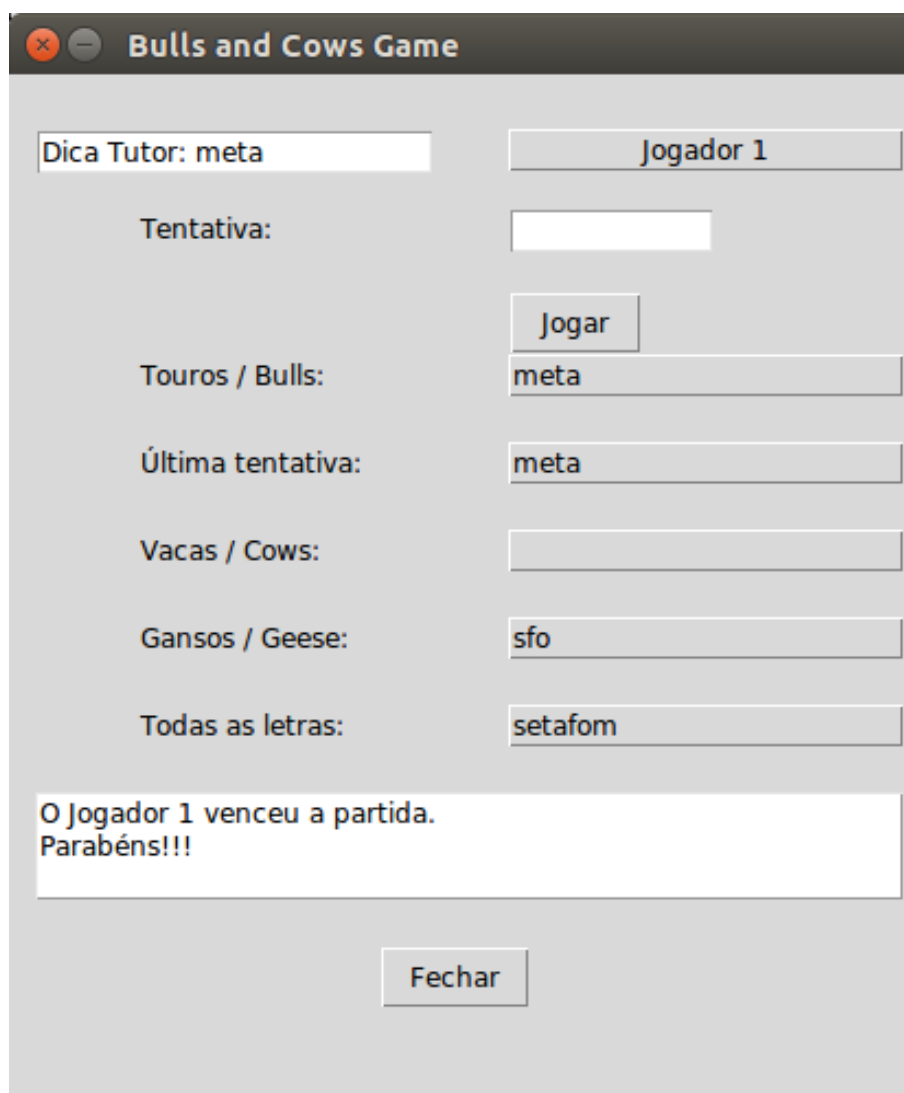 Bulls and Cows Game
Dica Tutor: meta
Jogador 1
Tentativa:
Jogar
Touros / Bulls:
meta
Última tentativa:
meta
Vacas / Cows:
Gansos / Geese:
sfo
Todas as letras:
setafom
O Jogador 1 venceu a partida.
Parabéns!!!
Fechar